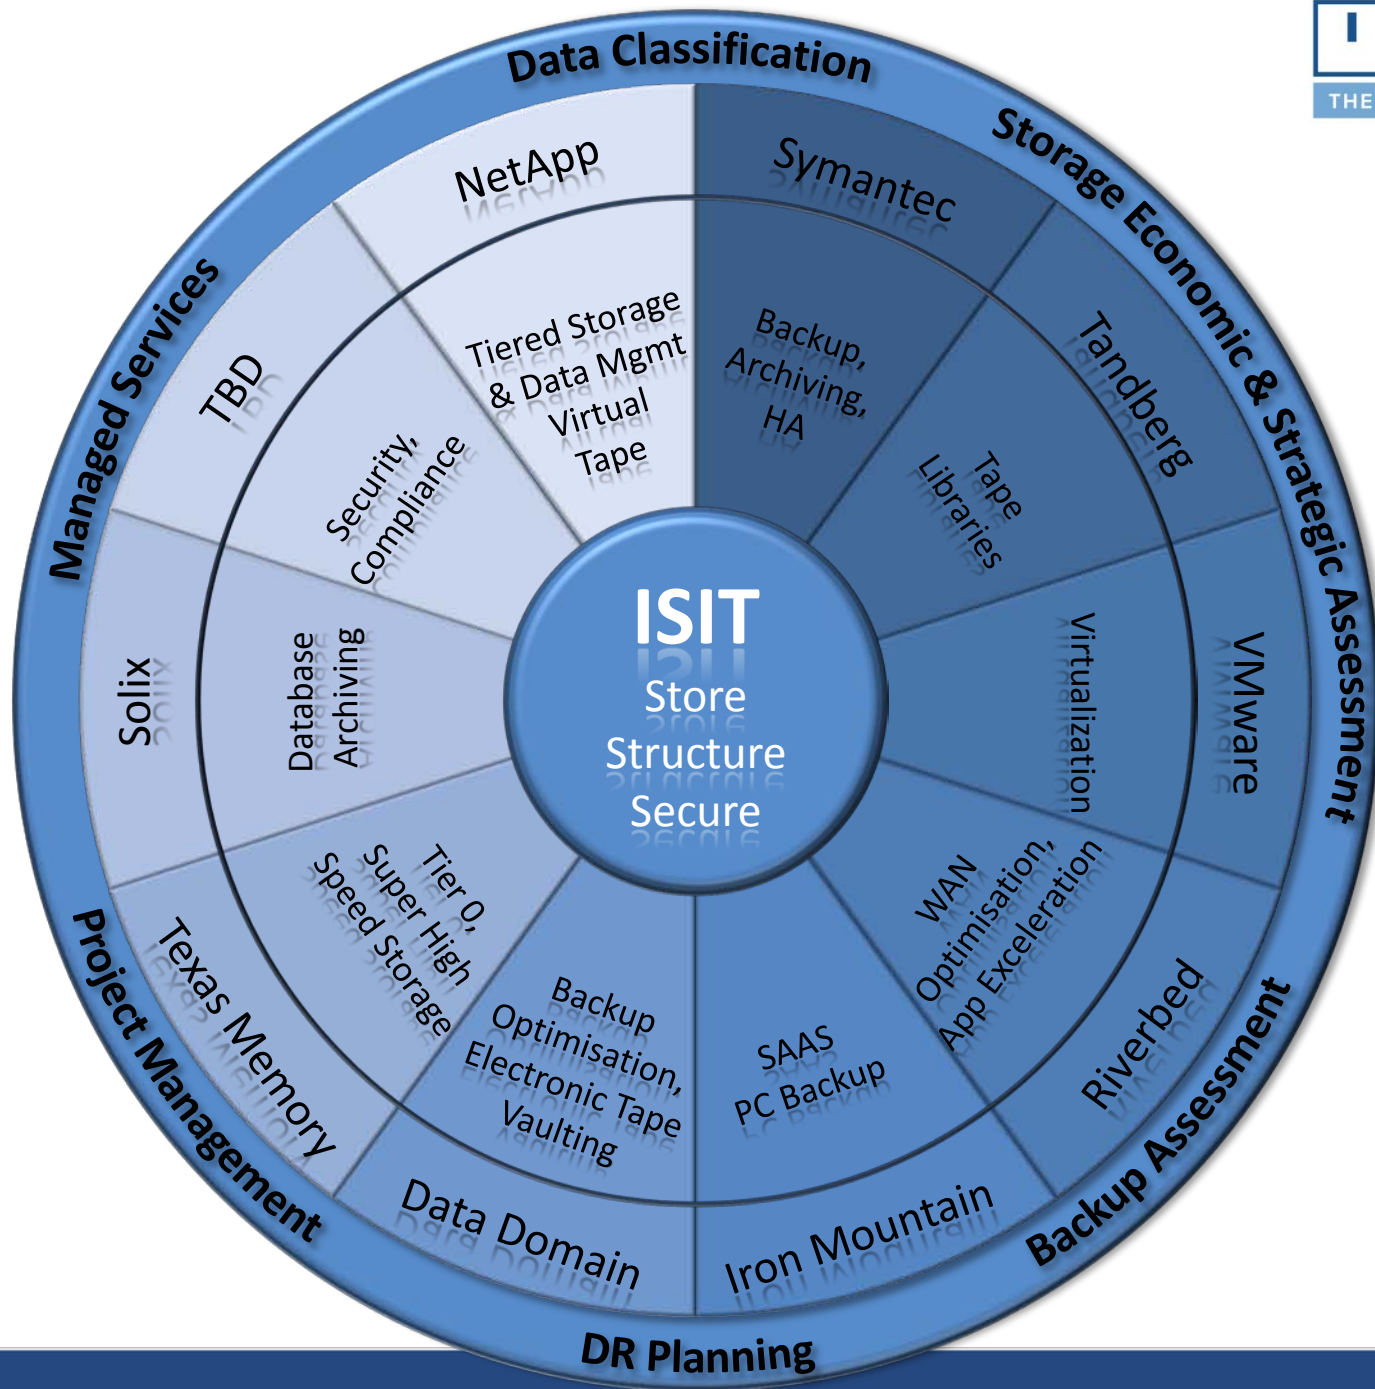 Data Classification
Storage Economic & Strategic Assessment
Backup Assessment
DR Planning
Project Management
Managed Services
NetApp
Symantec
Tandberg
VMware
Riverbed
Iron Mountain
Data Domain
Texas Memory
Solix
TBD
Tiered Storage
& Data Mgmt
Virtual
Tape
Backup,
Archiving,
HA
Tape
Libraries
Virtualization
WAN
Optimisation,
App Exceleration
SAAS
PC Backup
Backup
Optimisation,
Electronic Tape
Vaulting
Tier 0,
Super High
Speed Storage
Database
Archiving
Security,
Compliance
ISIT
Store
Structure
Secure
I
THE